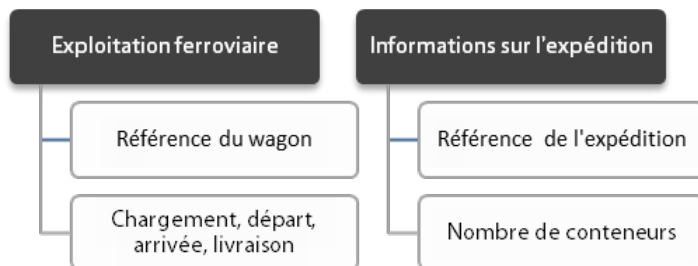 Exploitation ferroviaire
Référence du wagon
Chargement, départ,
arrivée, livraison
Informations sur l'expédition
Référence de l'expédition
Nombre de conteneurs